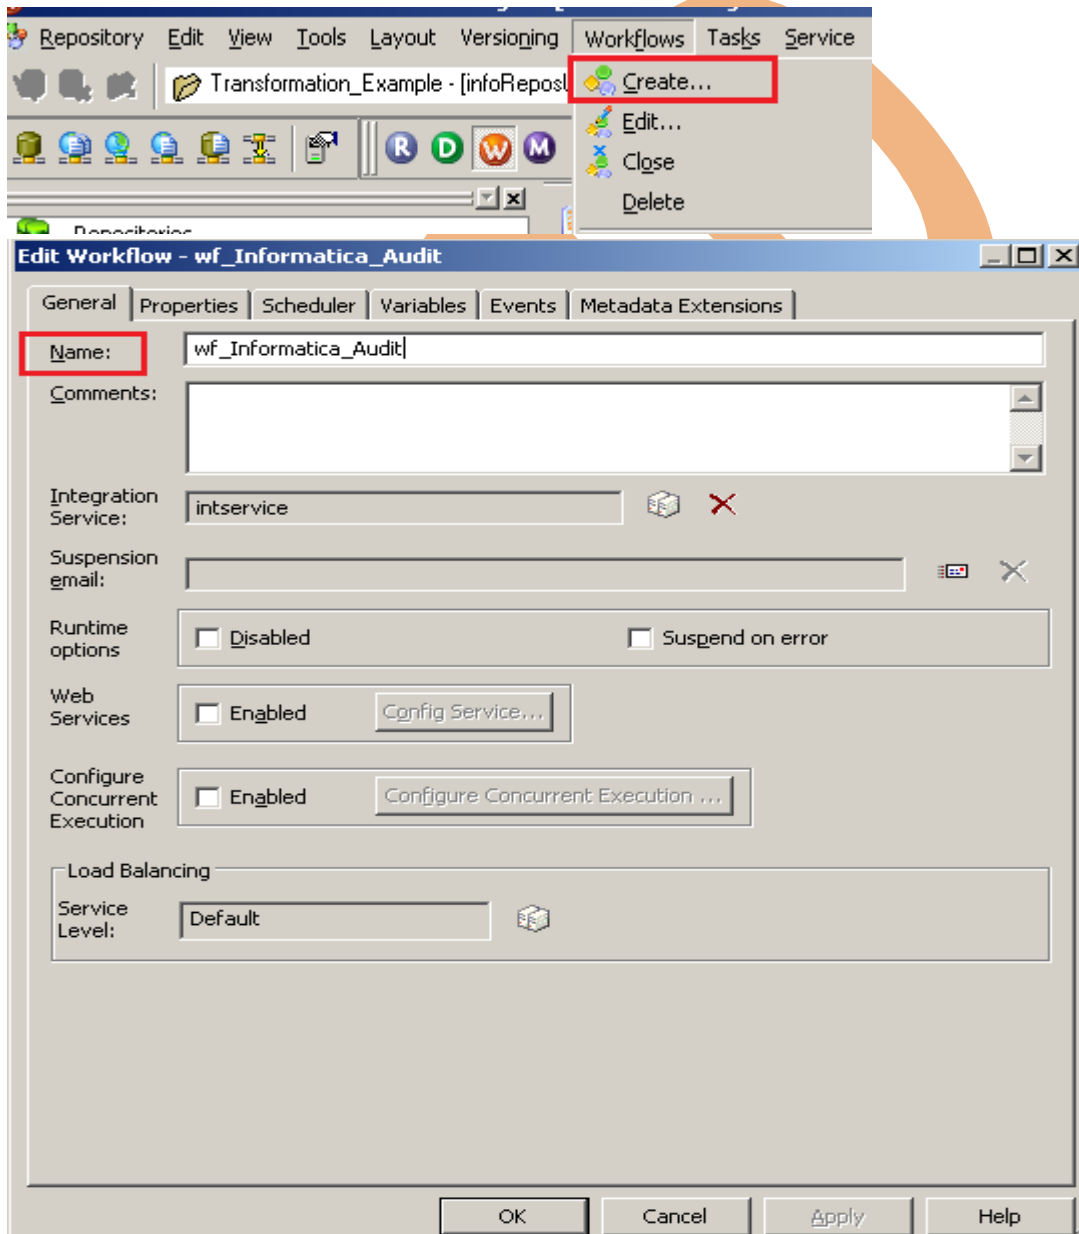 Repository Edit View Tools Layout Versioning Workflows Tasks Service
Transformation_Example - [infoRepos
Create...
Edit...
Close
Delete
R D W M
Repositories
Edit Workflow - wf_Informatica_Audit
General Properties Scheduler Variables Events Metadata Extensions
Name: wf_Informatica_Audit
Comments:
Integration
Service: intservice
Suspension
email:
Runtime
options Disabled Suspend on error
Web
Services Enabled Config Service...
Configure
Concurrent
Execution Enabled Configure Concurrent Execution ...
Load Balancing
Service
Level: Default
OK Cancel Apply Help